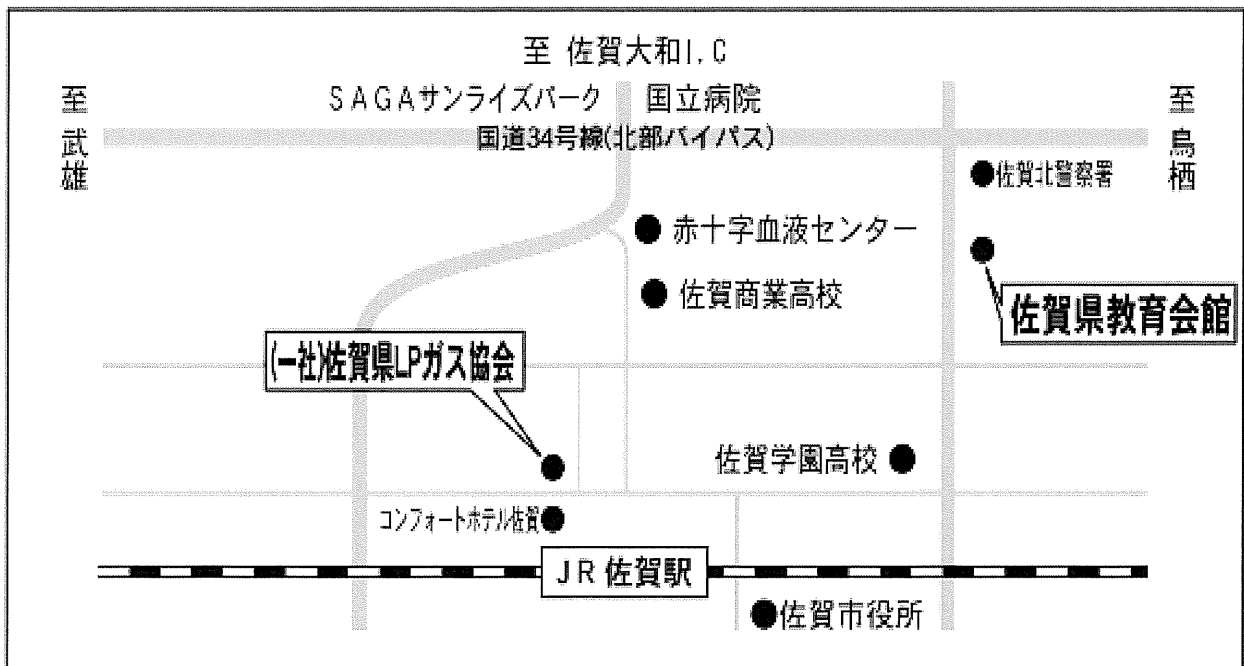 至 佐賀大和I.C
至武雄
SAGAサンライズパーク
国立病院
至鳥栖
国道34号線(北部バイパス)
佐賀北警察署
赤十字血液センター
佐賀商業高校
佐賀県教育会館
(一社)佐賀県LPガス協会
佐賀学園高校
コンフォートホテル佐賀
JR佐賀駅
佐賀市役所